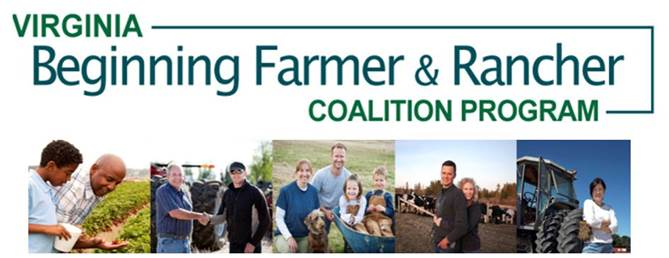 VIRGINIA
Beginning Farmer & Rancher
COALITION PROGRAM